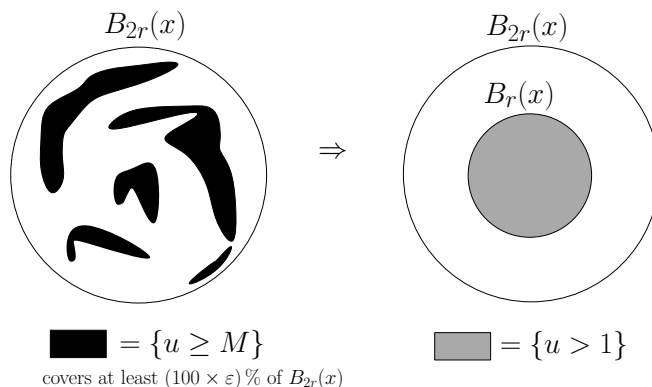 B_{2r}(x)
B_{2r}(x)
B_r(x)
⇒
= {u ≥ M}
= {u > 1}
covers at least (100 × ε) % of B_{2r}(x)